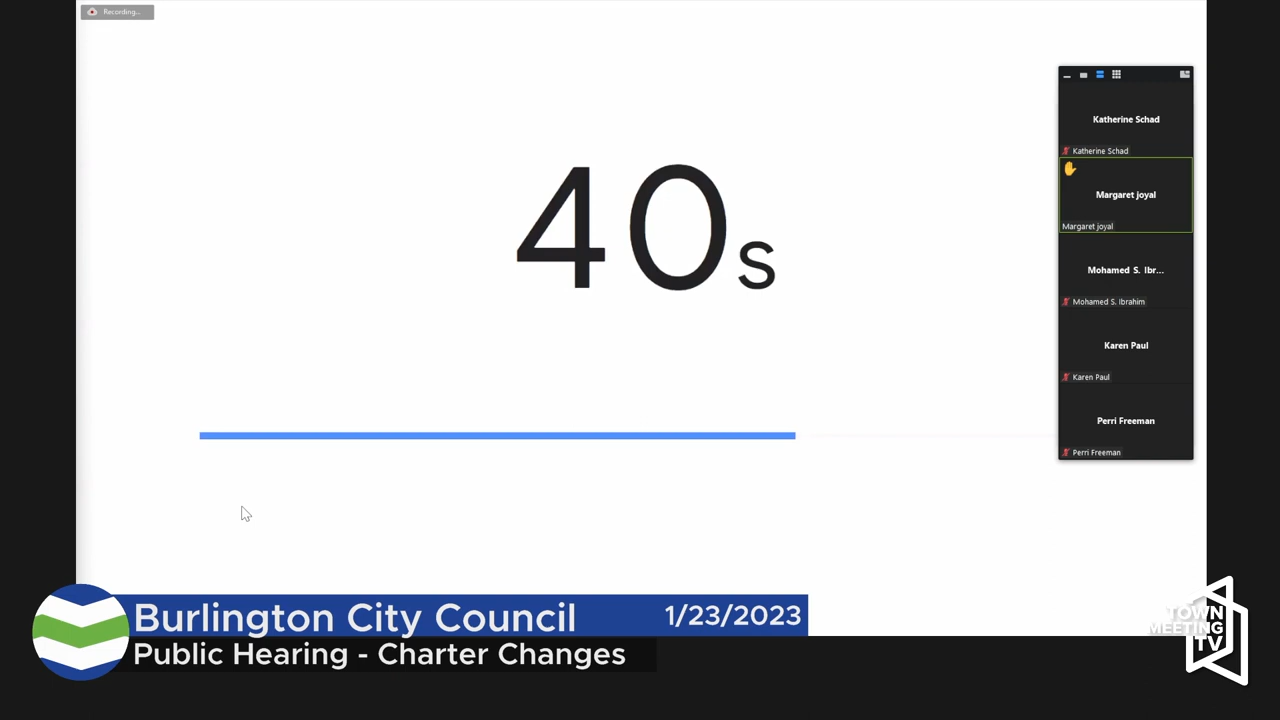 Recording...
40s
Katherine Schad
Katherine Schad
Margaret joyal
Margaret joyal
Mohamed S. Ibr...
Mohamed S. Ibrahim
Karen Paul
Karen Paul
Perri Freeman
Perri Freeman
Burlington City Council 1/23/2023
Public Hearing - Charter Changes
TOWN
MEETING
TV